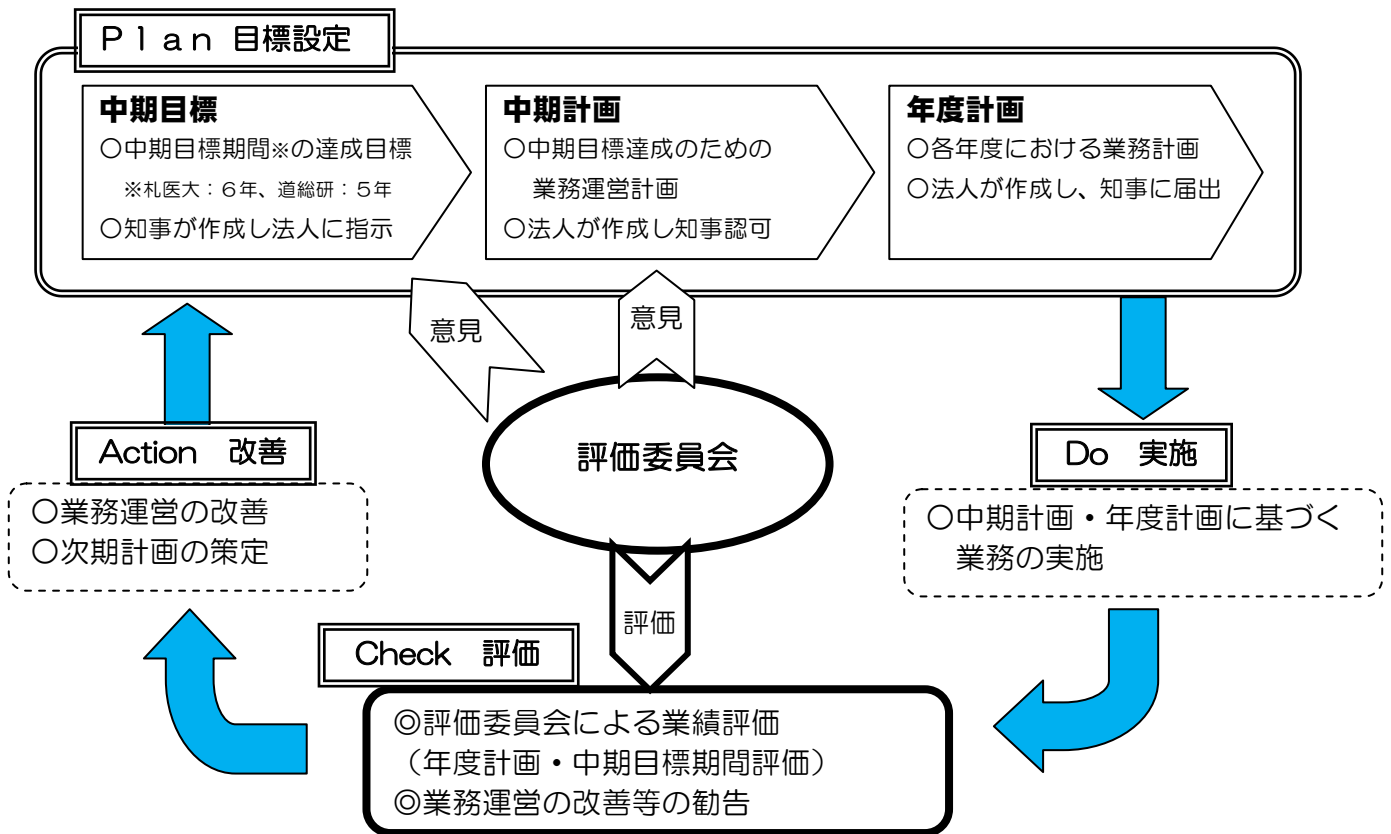 Plan 目標設定
中期目標
○中期目標期間※の達成目標
※札医大：６年、道総研：５年
○知事が作成し法人に指示
中期計画
○中期目標達成のための
業務運営計画
○法人が作成し知事認可
年度計画
○各年度における業務計画
○法人が作成し、知事に届出
意見
意見
評価委員会
Action 改善
○業務運営の改善
○次期計画の策定
Do 実施
○中期計画・年度計画に基づく
業務の実施
評価
Check 評価
◎評価委員会による業績評価
（年度計画・中期目標期間評価）
◎業務運営の改善等の勧告